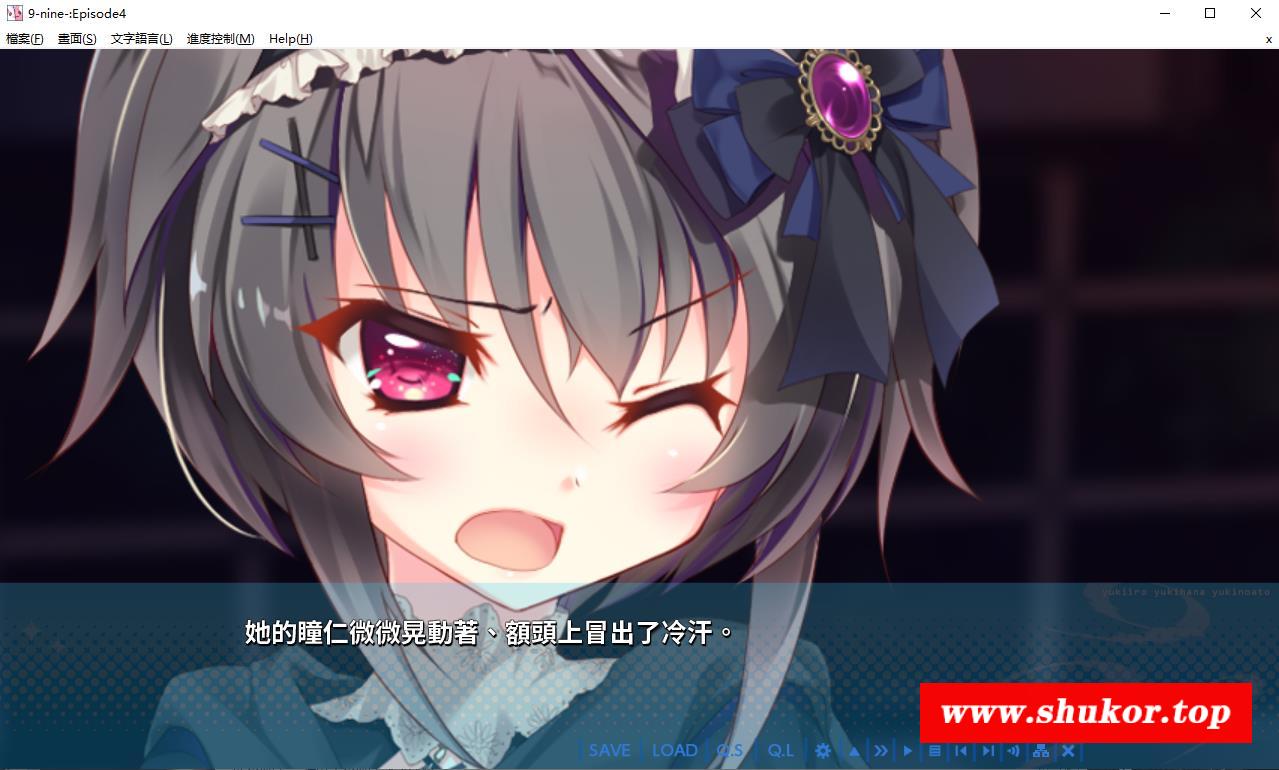 9-nine-:Episode4
檔案(F) 畫面(S) 文字語言(L) 進度控制(M) Help(H) x
yukiiro yukihana yukinoato
她的瞳仁微微晃動著、額頭上冒出了冷汗。
www.shukor.top
SAVE LOAD Q.S Q.L